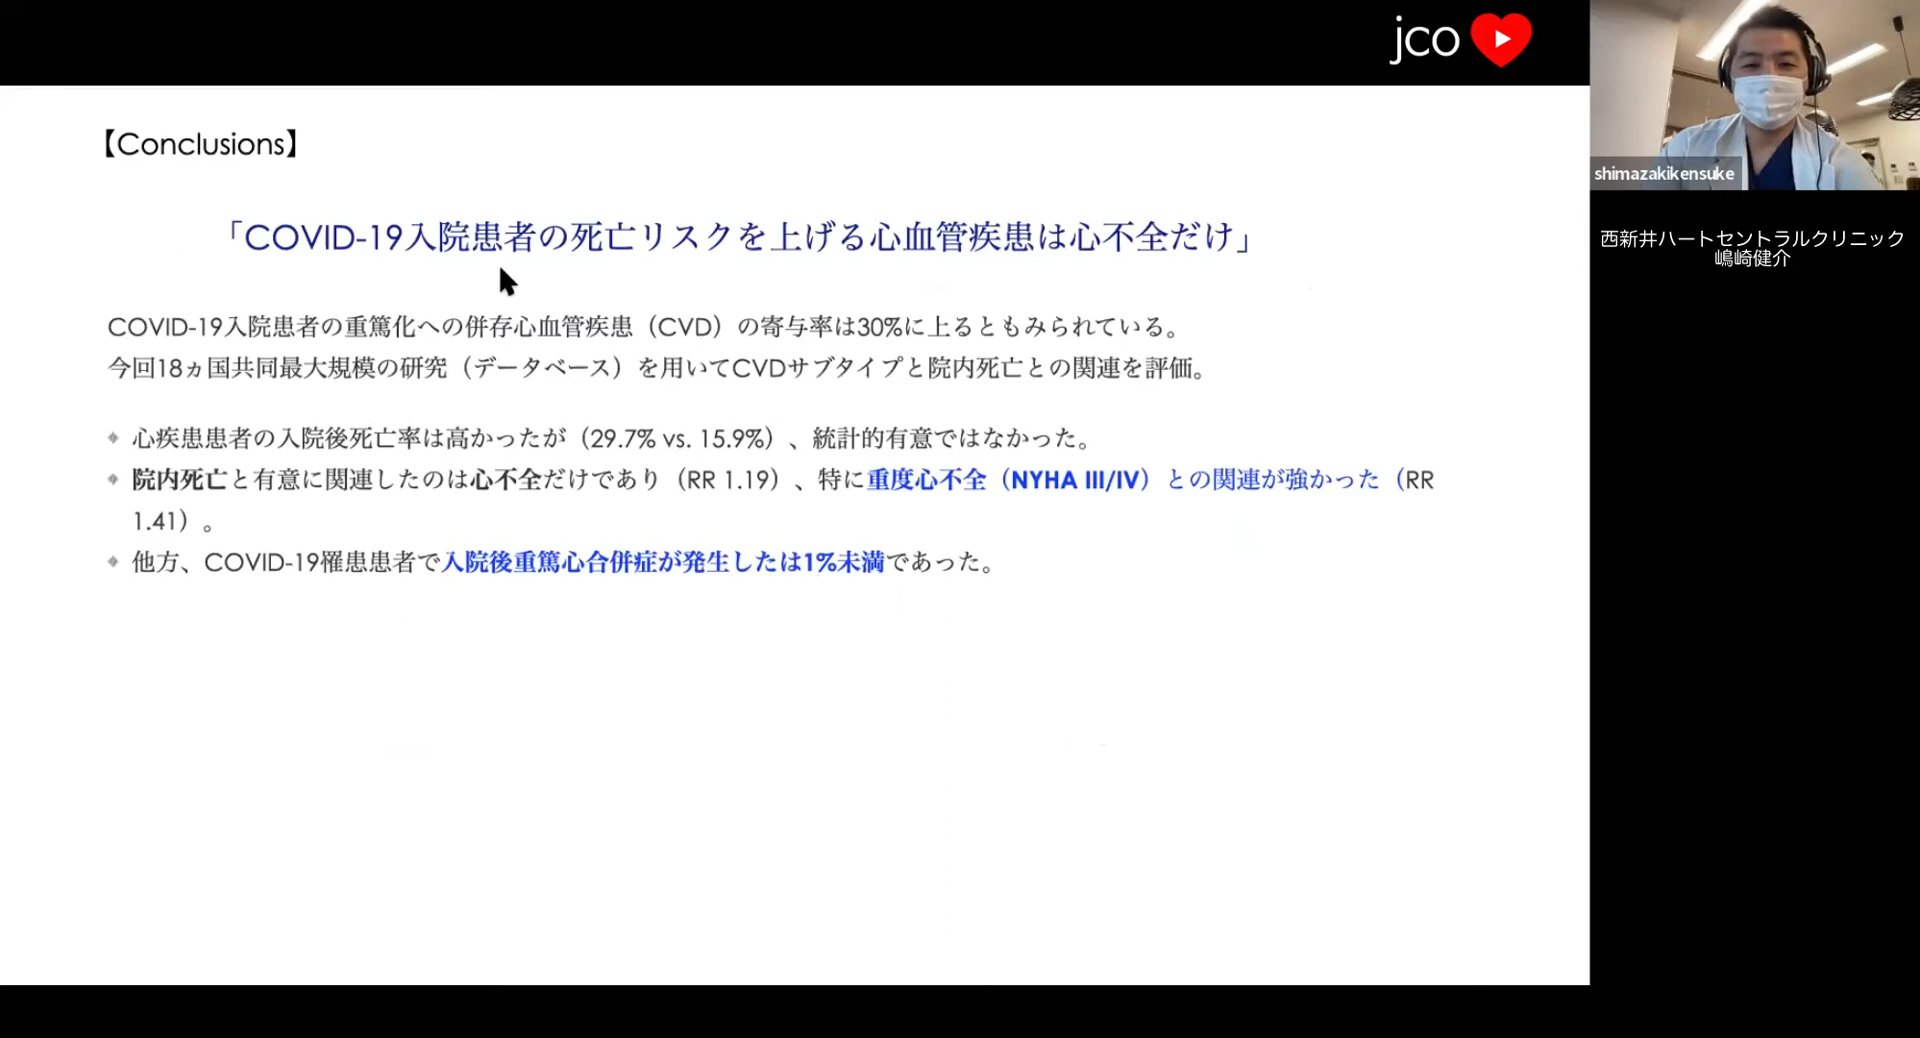 jco
【Conclusions】
「COVID-19入院患者の死亡リスクを上げる心血管疾患は心不全だけ」
COVID-19入院患者の重篤化への併存心血管疾患（CVD）の寄与率は30%に上るともみられている。
今回18ヵ国共同最大規模の研究（データベース）を用いてCVDサブタイプと院内死亡との関連を評価。
心疾患患者の入院後死亡率は高かったが（29.7% vs. 15.9%）、統計的有意ではなかった。
院内死亡と有意に関連したのは心不全だけであり（RR 1.19）、特に重度心不全（NYHA III/IV）との関連が強かった（RR
1.41）。
他方、COVID-19罹患患者で入院後重篤心合併症が発生したは1%未満であった。
shimazakikensuke
西新井ハートセントラルクリニック
嶋崎健介